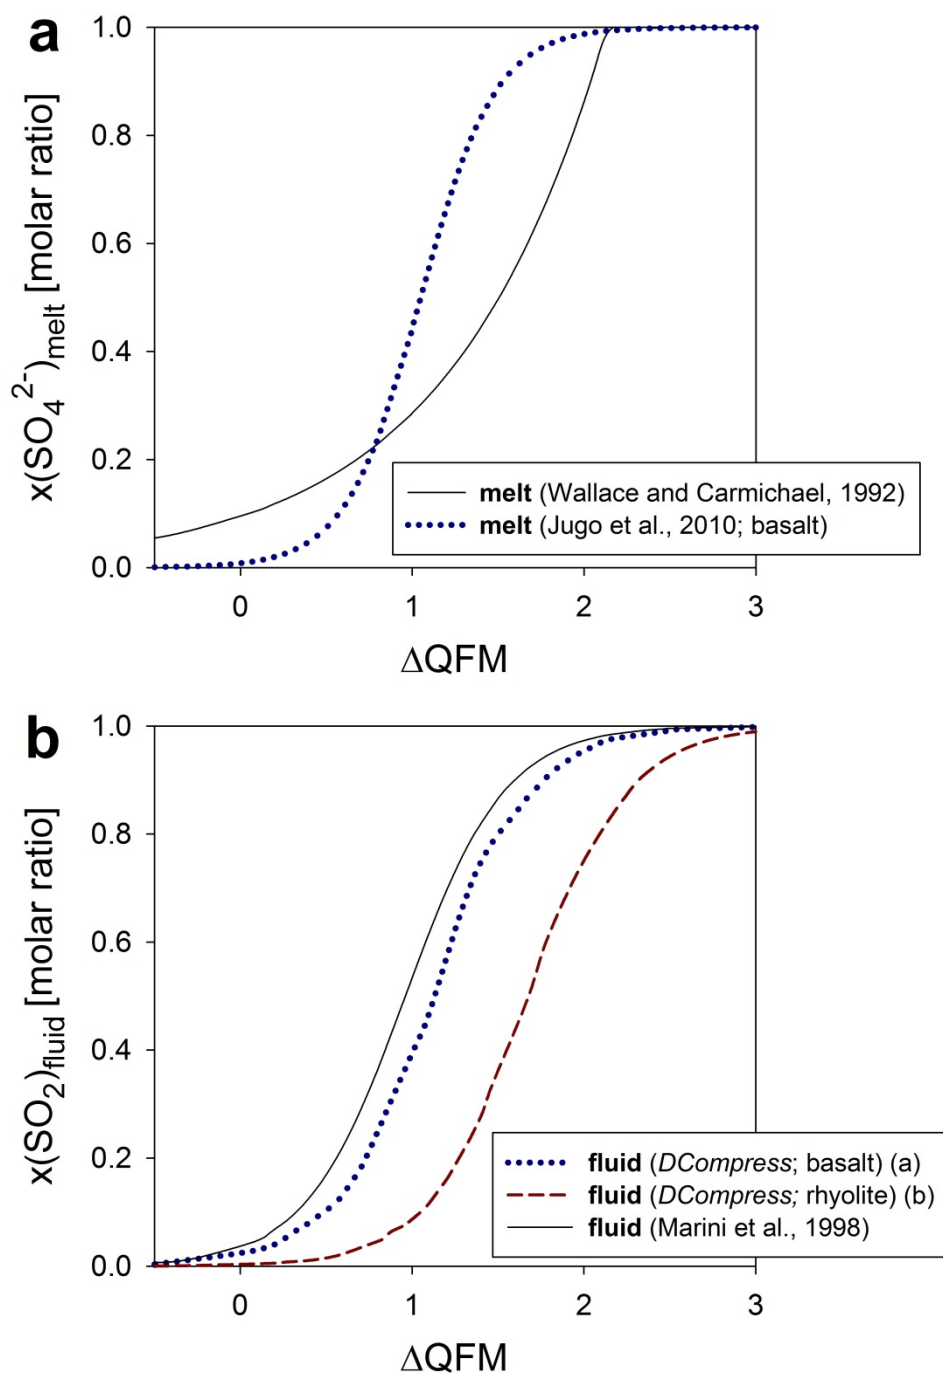 a
1.0
0.8
0.6
0.4
0.2
0.0
x(SO₄²⁻)melt [molar ratio]
melt (Wallace and Carmichael, 1992)
melt (Jugo et al., 2010; basalt)
0 1 2 3
ΔQFM
b
1.0
0.8
0.6
0.4
0.2
0.0
x(SO₂)fluid [molar ratio]
fluid (DCompress; basalt) (a)
fluid (DCompress; rhyolite) (b)
fluid (Marini et al., 1998)
0 1 2 3
ΔQFM